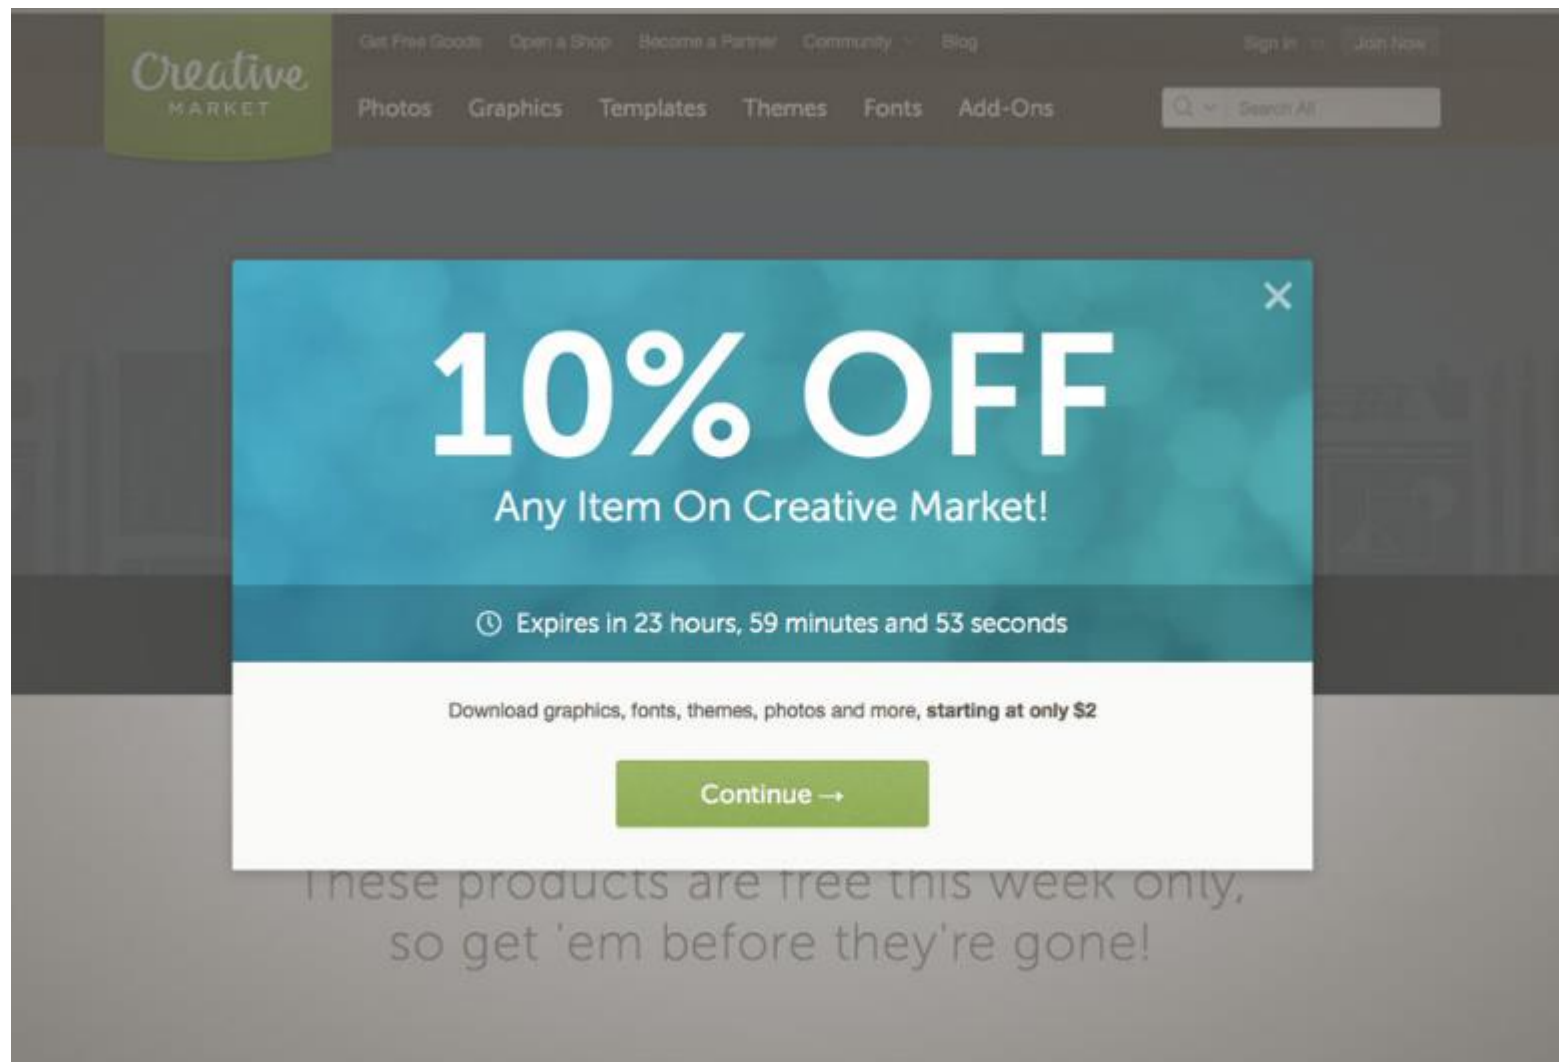 Creative
MARKET
Get Free Goods Open a Shop Become a Partner Community Blog
Sign In or Join Now
Photos Graphics Templates Themes Fonts Add-Ons
Search All
10% OFF
Any Item On Creative Market!
Expires in 23 hours, 59 minutes and 53 seconds
Download graphics, fonts, themes, photos and more, starting at only $2
Continue →
These products are free this week only,
so get 'em before they're gone!